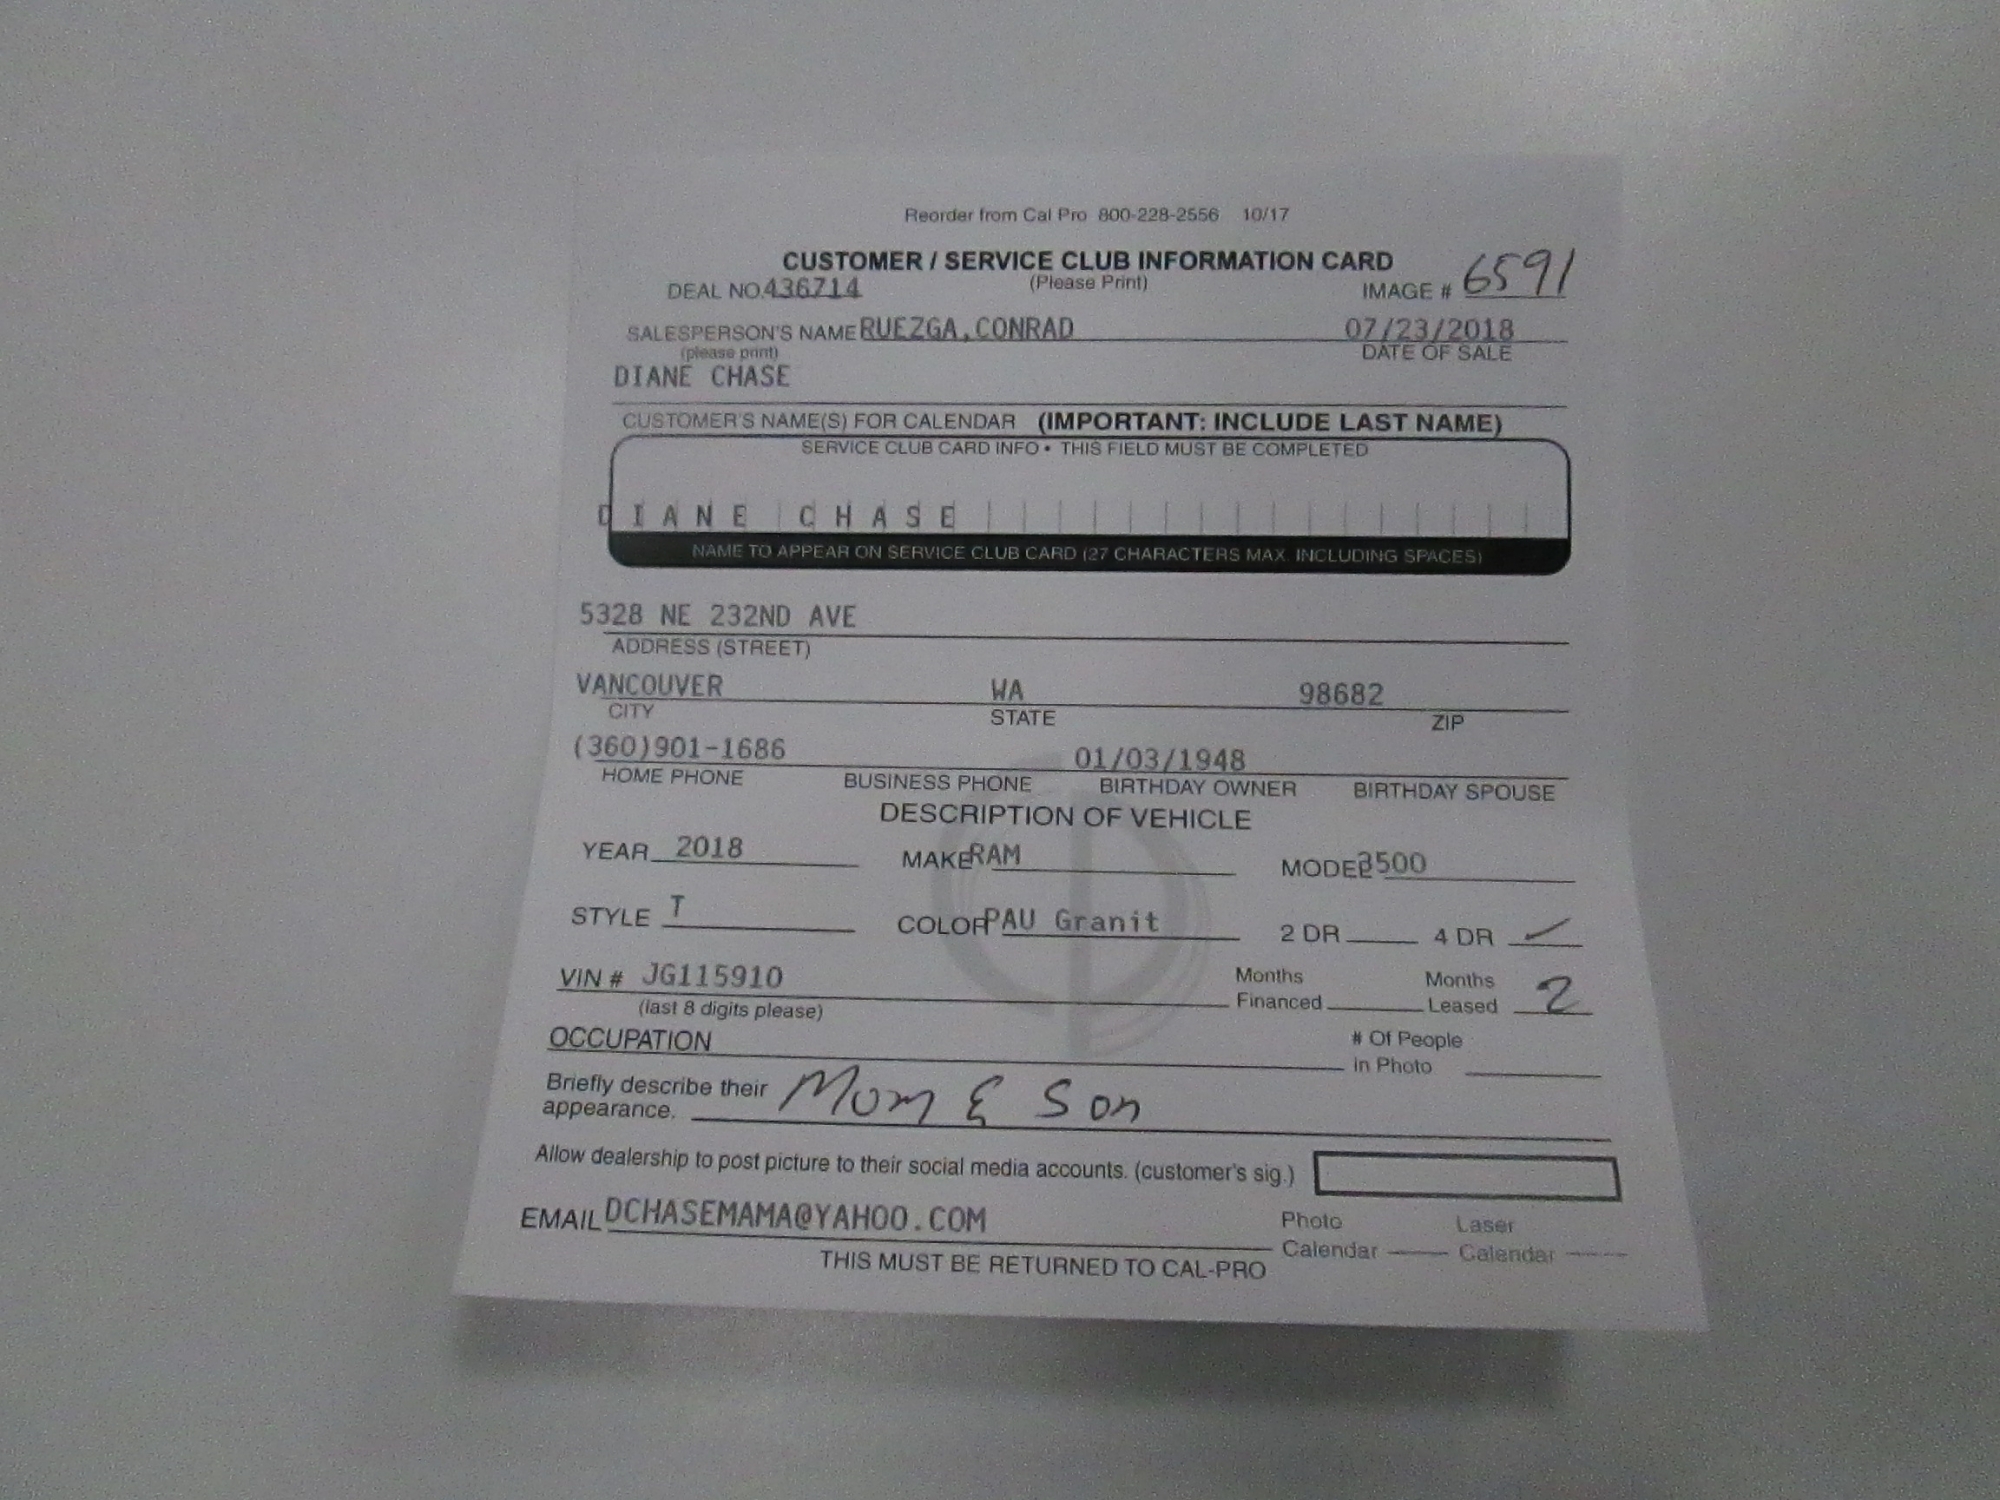 Reorder from Cal Pro 800-228-2556 10/17
CUSTOMER / SERVICE CLUB INFORMATION CARD
(Please Print)
DEAL NO. 436714 IMAGE # 6591
SALESPERSON'S NAME RUEZGA, CONRAD 07/23/2018
(please print) DATE OF SALE
DIANE CHASE
CUSTOMER'S NAME(S) FOR CALENDAR (IMPORTANT: INCLUDE LAST NAME)
SERVICE CLUB CARD INFO • THIS FIELD MUST BE COMPLETED
DIANE CHASE
NAME TO APPEAR ON SERVICE CLUB CARD (27 CHARACTERS MAX. INCLUDING SPACES)
5328 NE 232ND AVE
ADDRESS (STREET)
VANCOUVER WA 98682
CITY STATE ZIP
(360)901-1686 01/03/1948
HOME PHONE BUSINESS PHONE BIRTHDAY OWNER BIRTHDAY SPOUSE
DESCRIPTION OF VEHICLE
YEAR 2018 MAKE RAM MODEL 3500
STYLE T COLOR PAU Granit 2 DR 4 DR ✓
VIN # JG115910 Months Financed Months Leased 2
(last 8 digits please)
OCCUPATION # Of People in Photo
Briefly describe their appearance. Mom & Son
Allow dealership to post picture to their social media accounts. (customer's sig.)
EMAIL DCHASEMAMA@YAHOO.COM Photo Calendar Laser Calendar
THIS MUST BE RETURNED TO CAL-PRO